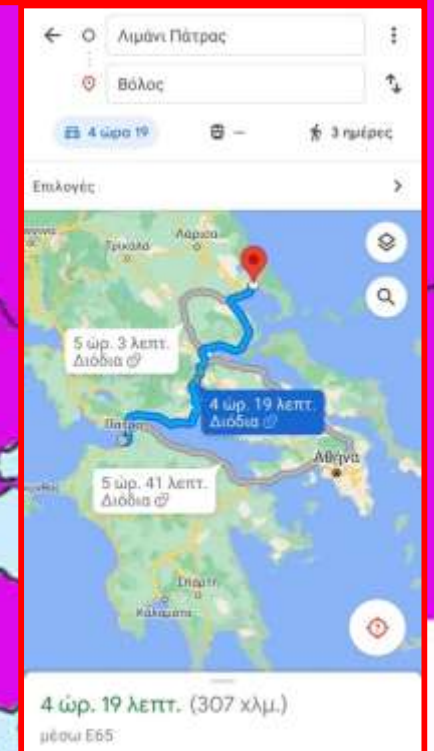 Λιμάνι Πάτρας
Βόλος
4 ώρα 19
–
3 ημέρες
Επιλογές
Τρίκαλα
Λάρισα
5 ώρ. 3 λεπτ.
Διόδια
4 ώρ. 19 λεπτ.
Διόδια
Πάτρα
Αθήνα
5 ώρ. 41 λεπτ.
Διόδια
Σπάρτη
Καλαμάτα
4 ώρ. 19 λεπτ. (307 χλμ.)
μέσω E65